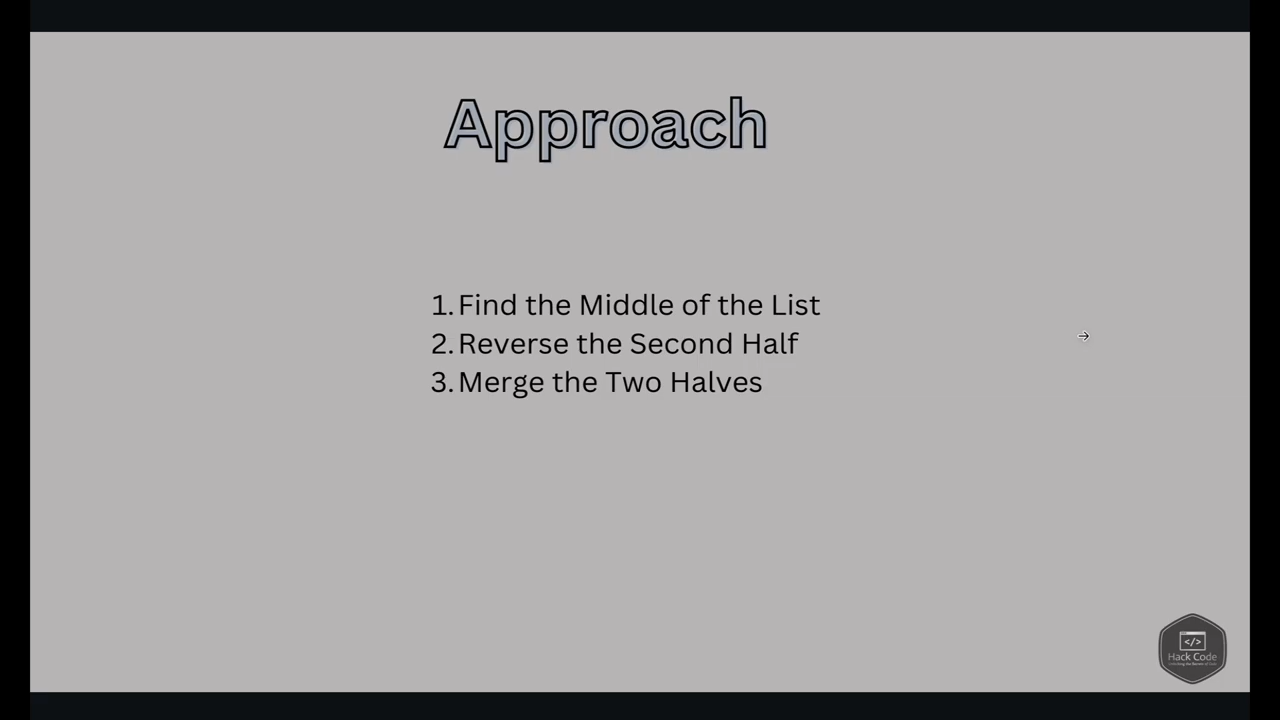 Approach
1. Find the Middle of the List
2. Reverse the Second Half
3. Merge the Two Halves
</>
Hack Code